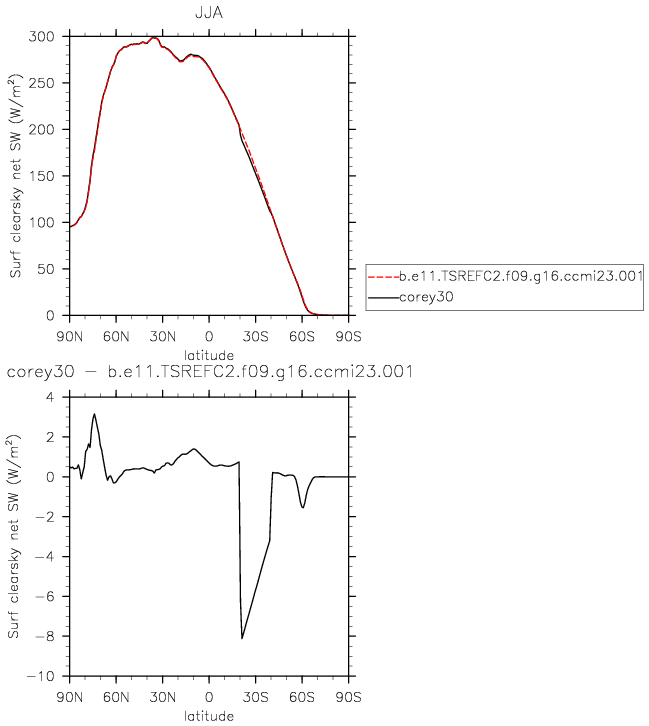 JJA
Surf clearsky net SW (W/m²)
300
250
200
150
100
50
0
90N 60N 30N 0 30S 60S 90S
latitude
b.e11.TSREFC2.f09.g16.ccmi23.001
corey30
corey30 − b.e11.TSREFC2.f09.g16.ccmi23.001
Surf clearsky net SW (W/m²)
4
2
0
−2
−4
−6
−8
−10
90N 60N 30N 0 30S 60S 90S
latitude